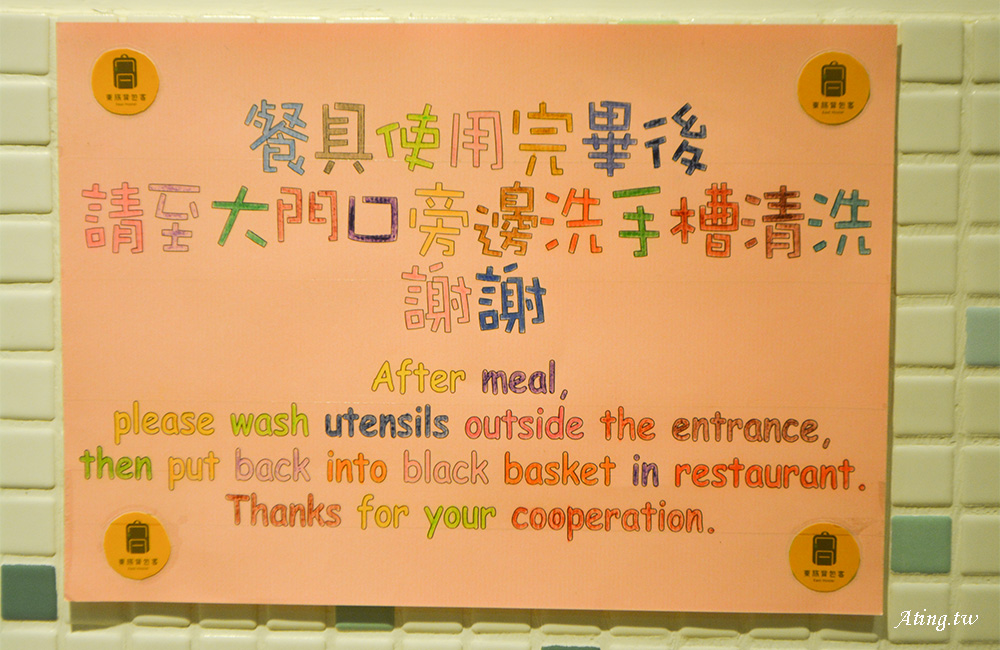 餐具使用完畢後
請至大門口旁邊洗手槽清洗
謝謝
After meal,
please wash utensils outside the entrance,
then put back into black basket in restaurant.
Thanks for your cooperation.
Ating.tw